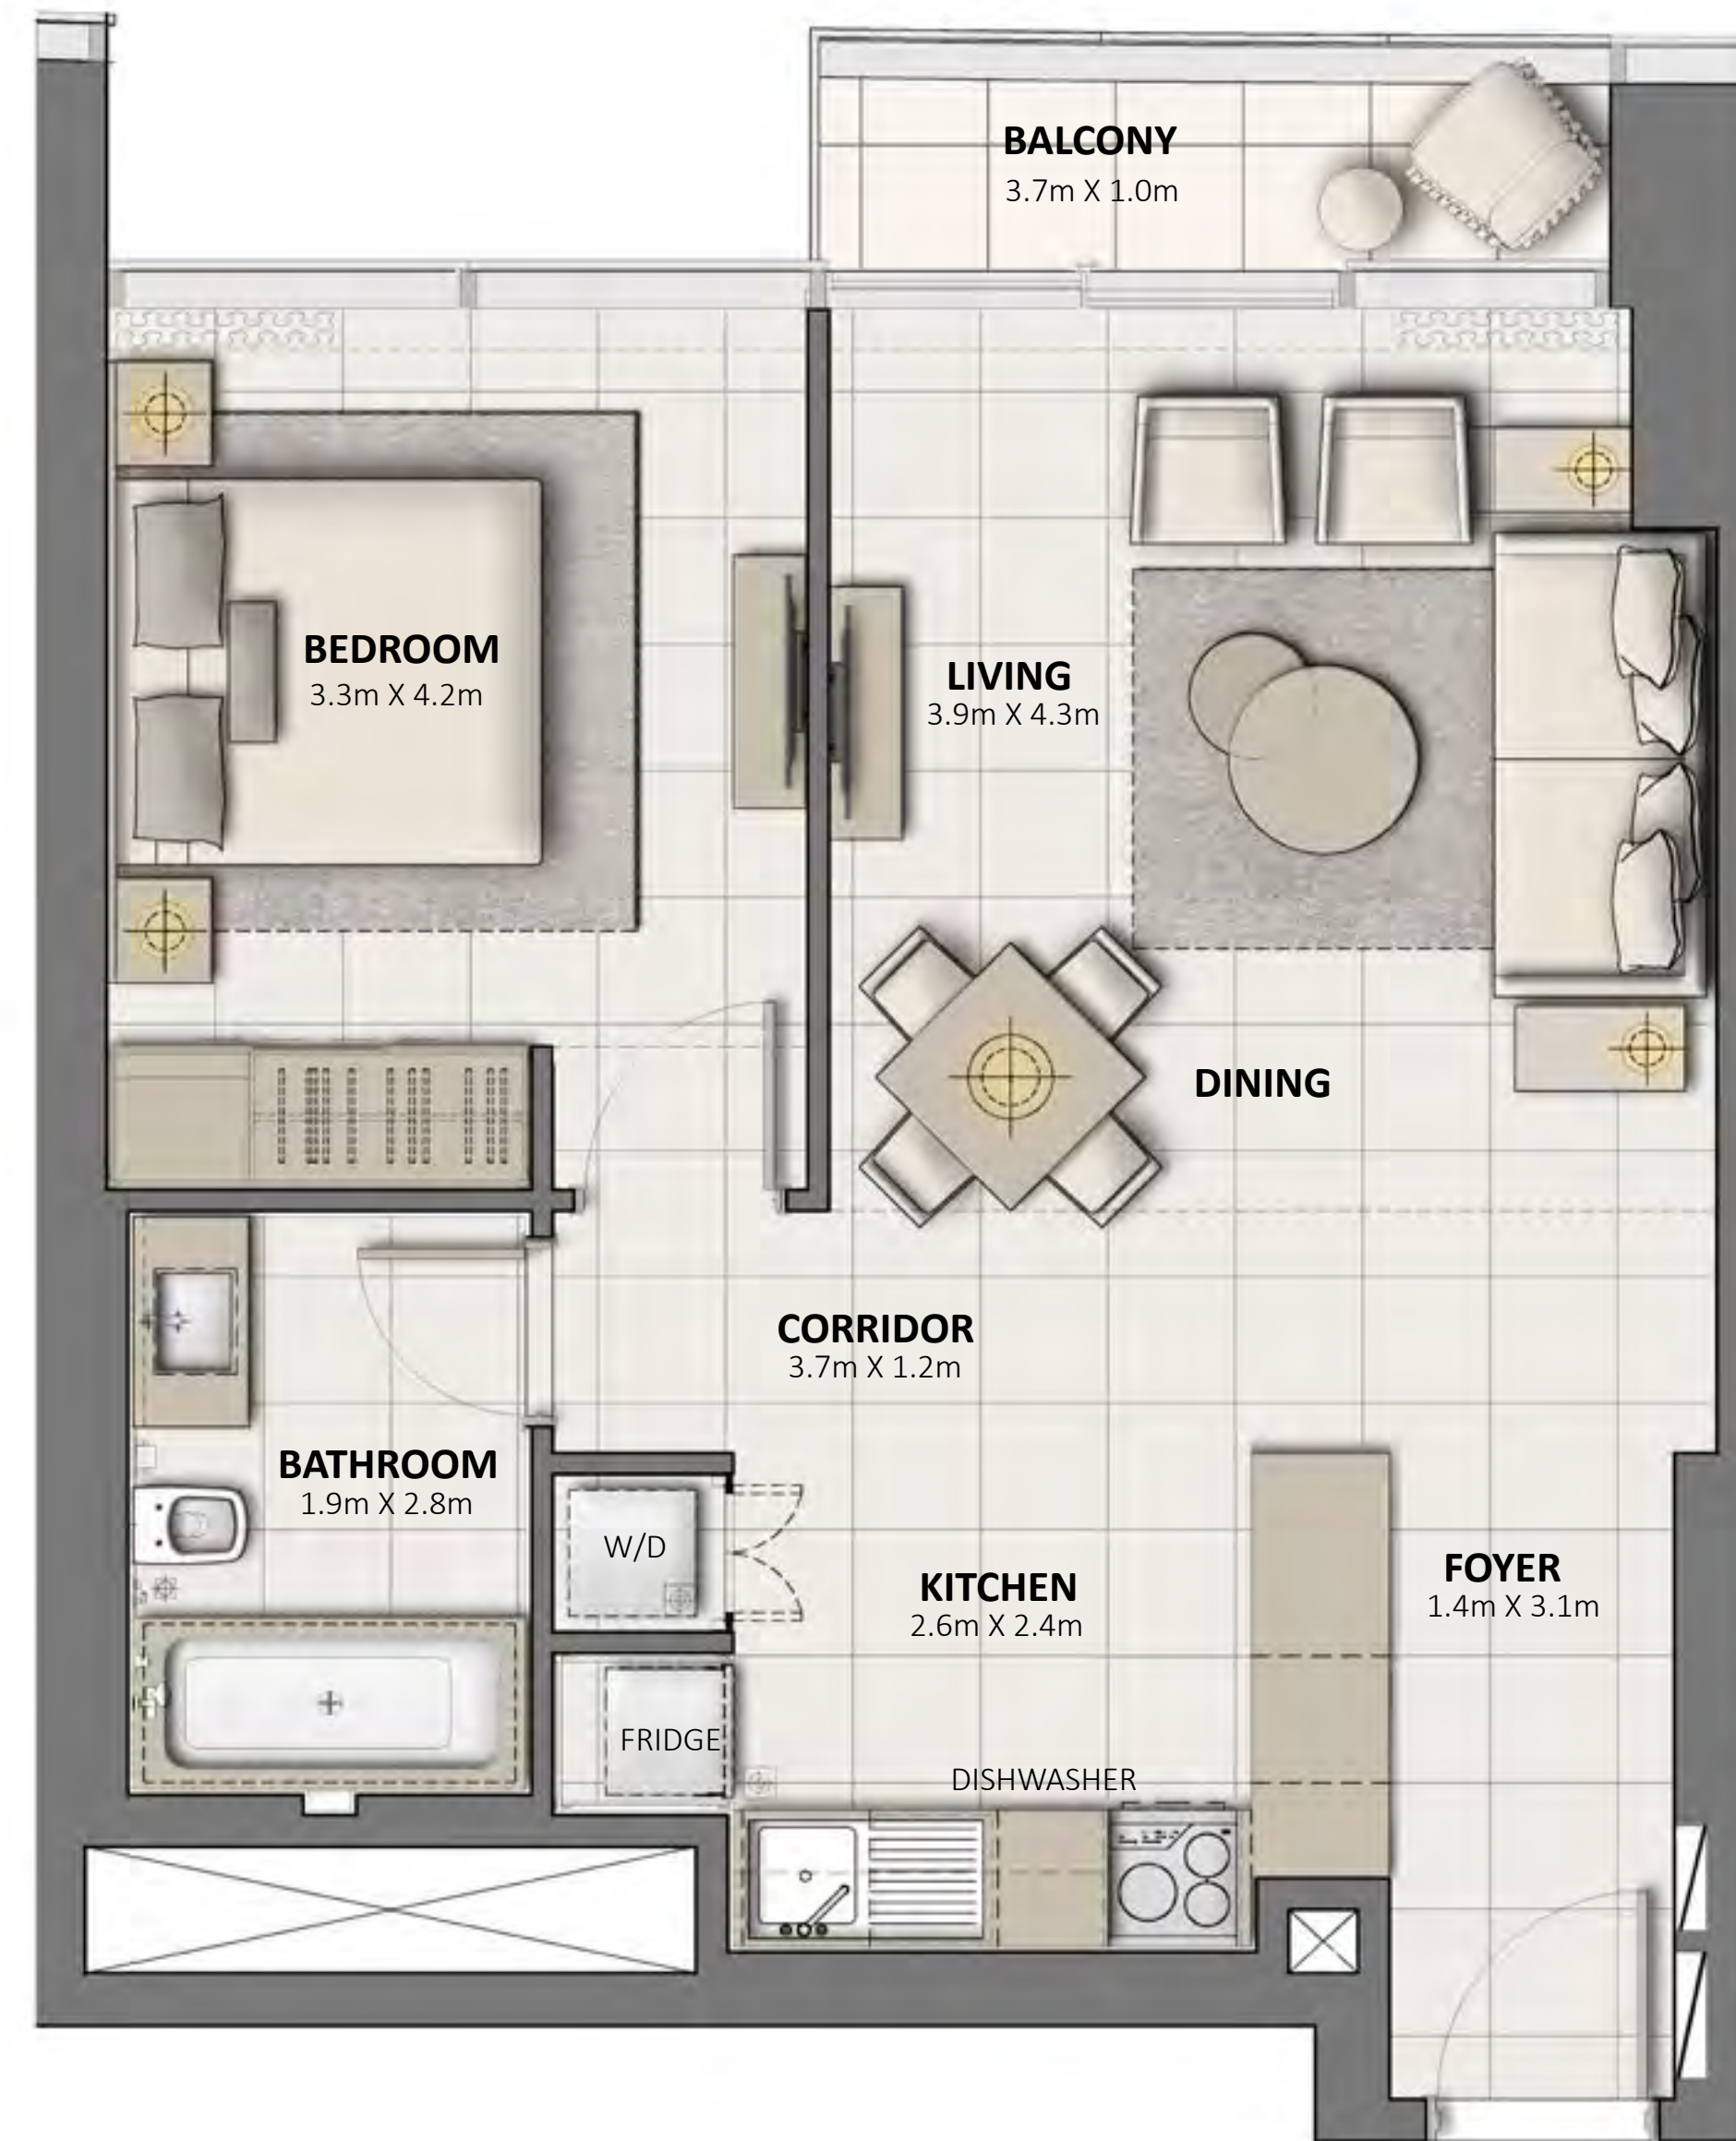 BALCONY
3.7m X 1.0m
BEDROOM
3.3m X 4.2m
LIVING
3.9m X 4.3m
DINING
CORRIDOR
3.7m X 1.2m
BATHROOM
1.9m X 2.8m
W/D
KITCHEN
2.6m X 2.4m
FOYER
1.4m X 3.1m
FRIDGE
DISHWASHER